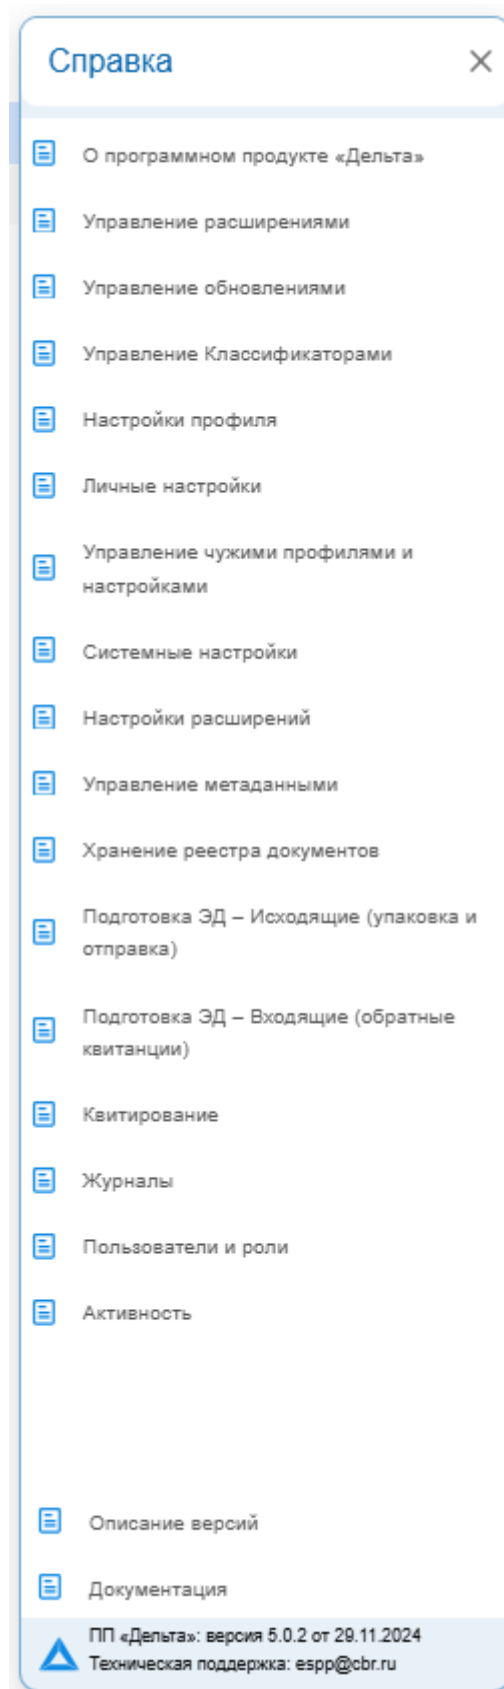 Справка
О программном продукте «Дельта»
Управление расширениями
Управление обновлениями
Управление Классификаторами
Настройки профиля
Личные настройки
Управление чужими профилями и
настройками
Системные настройки
Настройки расширений
Управление метаданными
Хранение реестра документов
Подготовка ЭД – Исходящие (упаковка и
отправка)
Подготовка ЭД – Входящие (обратные
квитанции)
Квитирование
Журналы
Пользователи и роли
Активность
Описание версий
Документация
ПП «Дельта»: версия 5.0.2 от 29.11.2024
Техническая поддержка: espp@cbr.ru